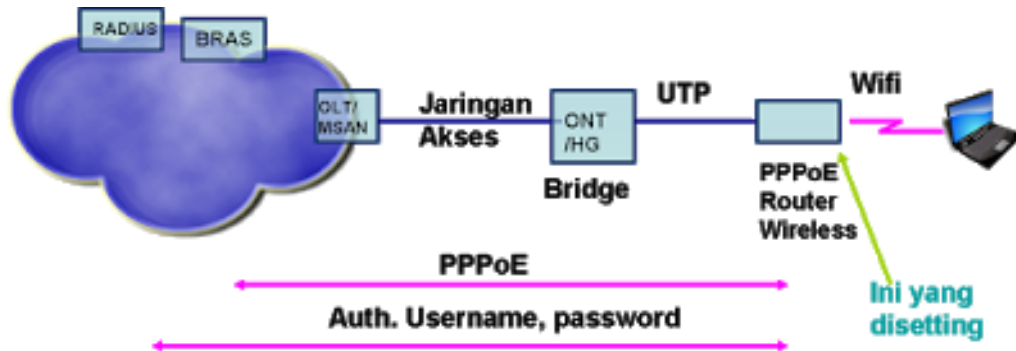 RADIUS
BRAS
OLT/
MSAN
Jaringan
Akses
ONT
/HG
Bridge
UTP
Wifi
PPPoE
Router
Wireless
PPPoE
Auth. Username, password
Ini yang
disetting